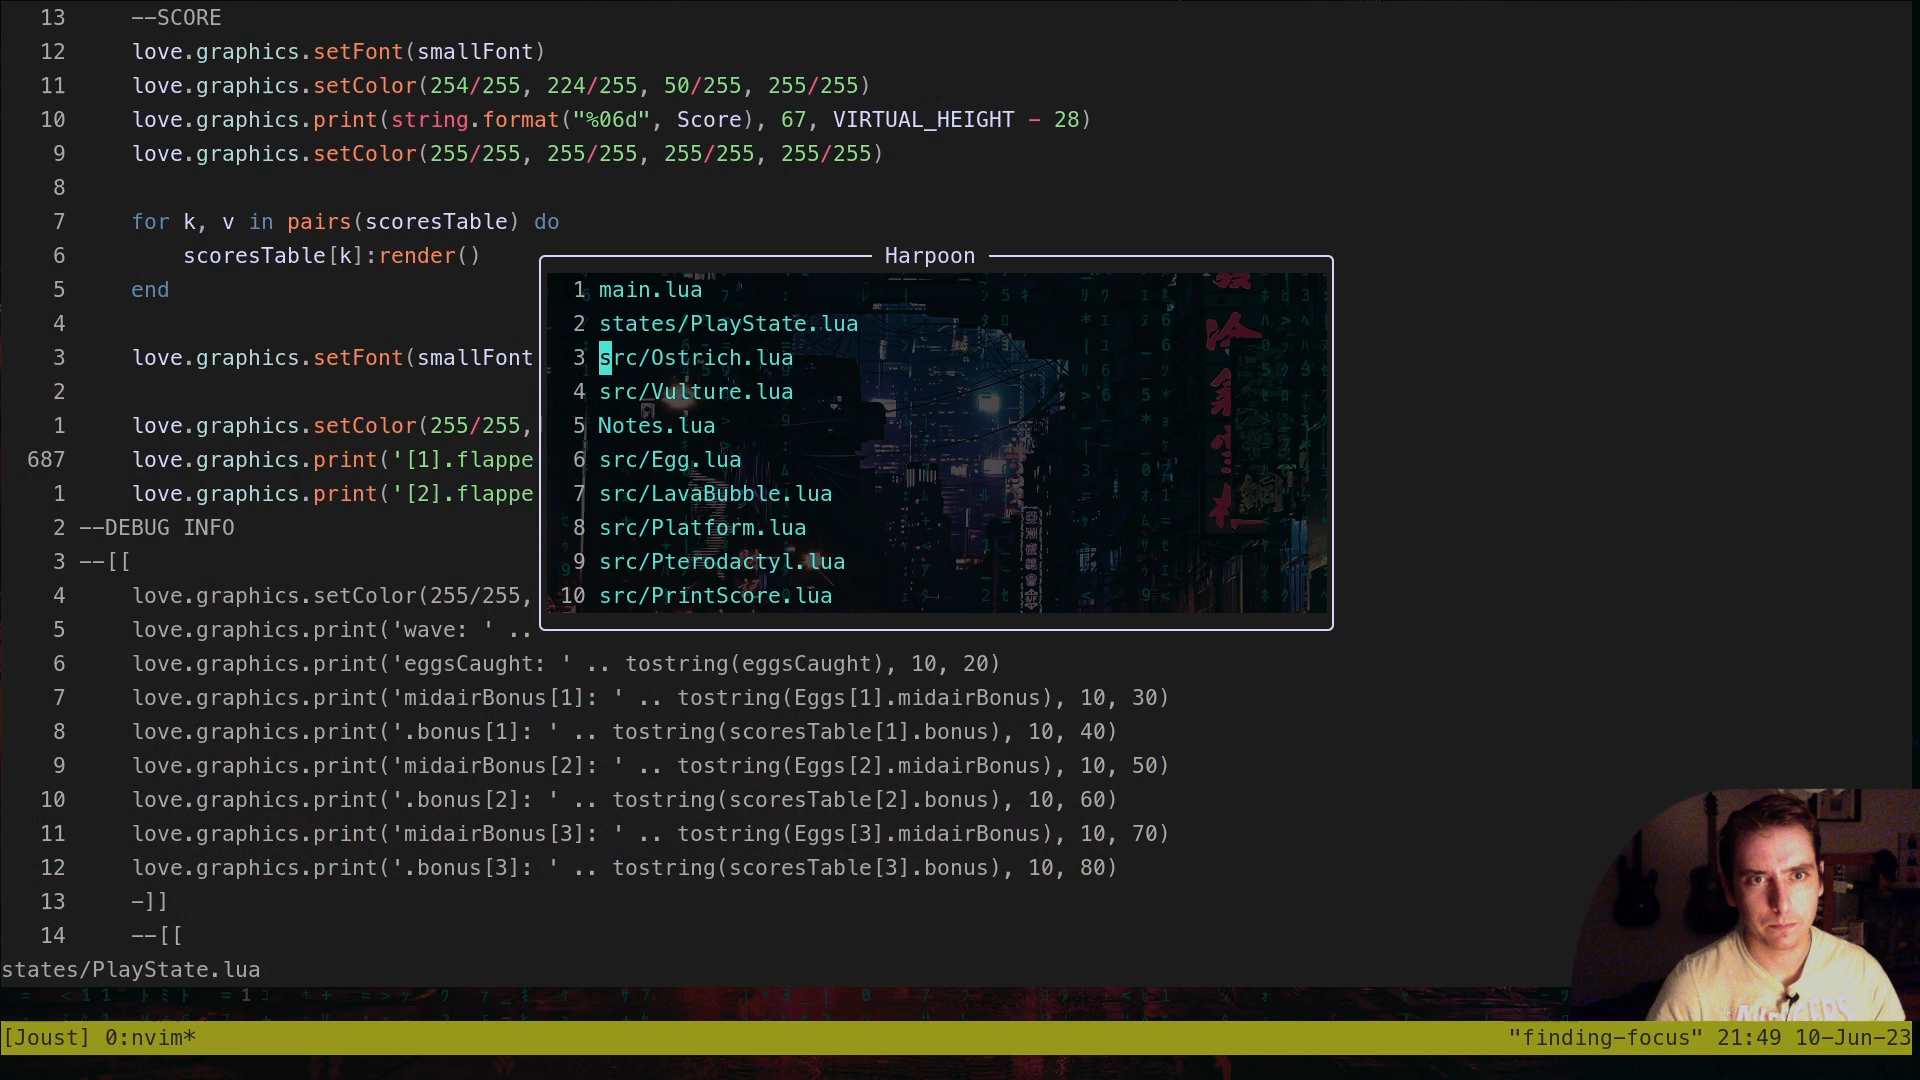 13 --SCORE
12 love.graphics.setFont(smallFont)
11 love.graphics.setColor(254/255, 224/255, 50/255, 255/255)
10 love.graphics.print(string.format("%06d", Score), 67, VIRTUAL_HEIGHT - 28)
9 love.graphics.setColor(255/255, 255/255, 255/255, 255/255)
8
7 for k, v in pairs(scoresTable) do
6 scoresTable[k]:render()
5 end
4
3 love.graphics.setFont(smallFont
2
1 love.graphics.setColor(255/255,
687 love.graphics.print('[1].flappe
1 love.graphics.print('[2].flappe
2 --DEBUG INFO
3 --[[
4 love.graphics.setColor(255/255,
5 love.graphics.print('wave: ' ..
6 love.graphics.print('eggsCaught: ' .. tostring(eggsCaught), 10, 20)
7 love.graphics.print('midairBonus[1]: ' .. tostring(Eggs[1].midairBonus), 10, 30)
8 love.graphics.print('.bonus[1]: ' .. tostring(scoresTable[1].bonus), 10, 40)
9 love.graphics.print('midairBonus[2]: ' .. tostring(Eggs[2].midairBonus), 10, 50)
10 love.graphics.print('.bonus[2]: ' .. tostring(scoresTable[2].bonus), 10, 60)
11 love.graphics.print('midairBonus[3]: ' .. tostring(Eggs[3].midairBonus), 10, 70)
12 love.graphics.print('.bonus[3]: ' .. tostring(scoresTable[3].bonus), 10, 80)
13 -]]
14 --[[
Harpoon
1 main.lua
2 states/PlayState.lua
3 src/Ostrich.lua
4 src/Vulture.lua
5 Notes.lua
6 src/Egg.lua
7 src/LavaBubble.lua
8 src/Platform.lua
9 src/Pterodactyl.lua
10 src/PrintScore.lua
states/PlayState.lua
[Joust] 0:nvim* "finding-focus" 21:49 10-Jun-23